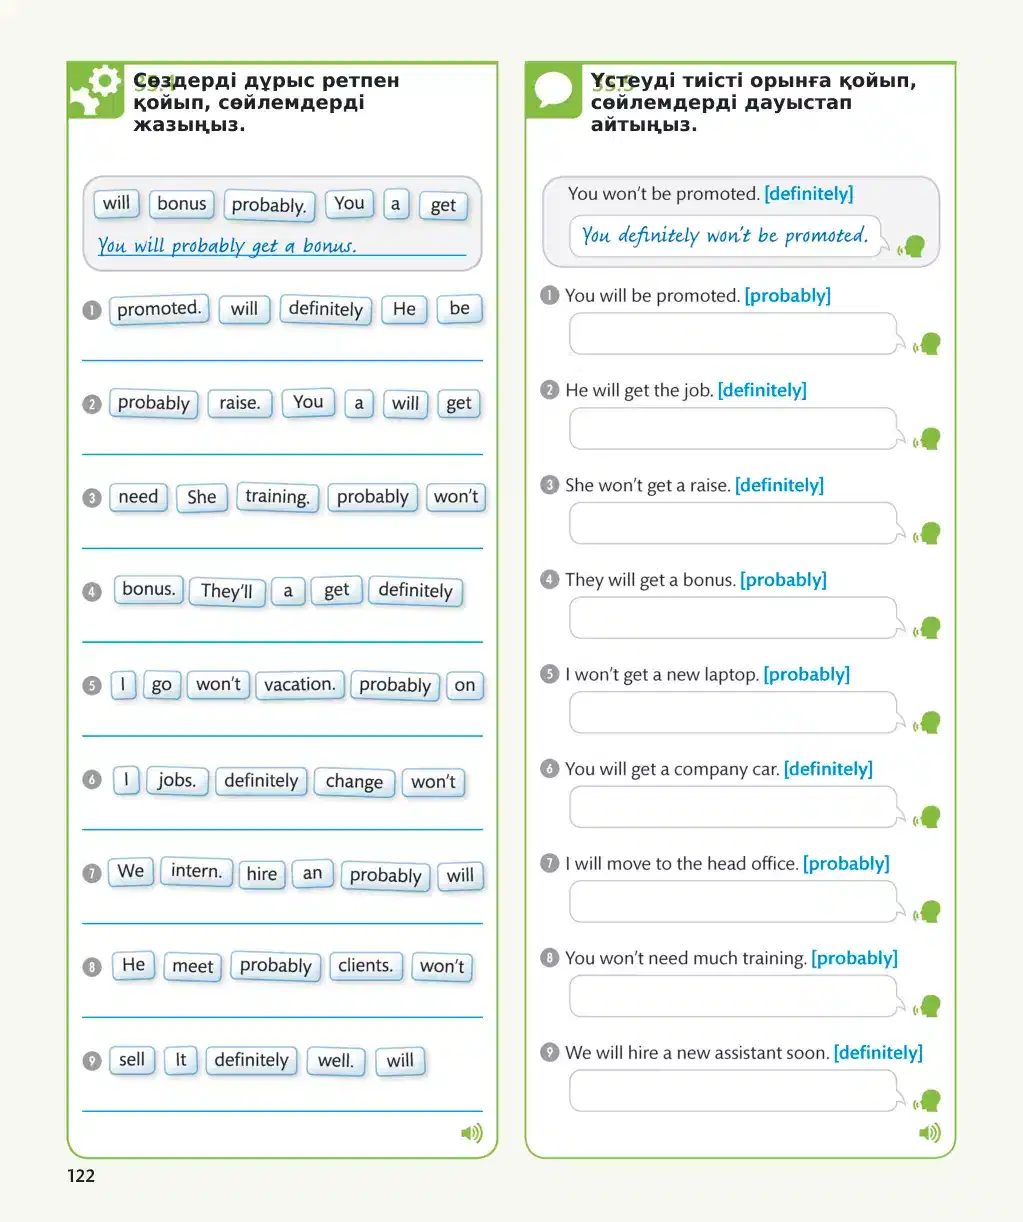 Сөздерді дұрыс ретпен
қойып, сөйлемдерді
жазыңыз.
will bonus probably. You a get
You will probably get a bonus.
1 promoted. will definitely He be
2 probably raise. You a will get
3 need She training. probably won't
4 bonus. They'll a get definitely
5 I go won't vacation. probably on
6 I jobs. definitely change won't
7 We intern. hire an probably will
8 He meet probably clients. won't
9 sell It definitely well. will
Үстеуді тиісті орынға қойып,
сөйлемдерді дауыстап
айтыңыз.
You won't be promoted. [definitely]
You definitely won't be promoted.
1 You will be promoted. [probably]
2 He will get the job. [definitely]
3 She won't get a raise. [definitely]
4 They will get a bonus. [probably]
5 I won't get a new laptop. [probably]
6 You will get a company car. [definitely]
7 I will move to the head office. [probably]
8 You won't need much training. [probably]
9 We will hire a new assistant soon. [definitely]
122